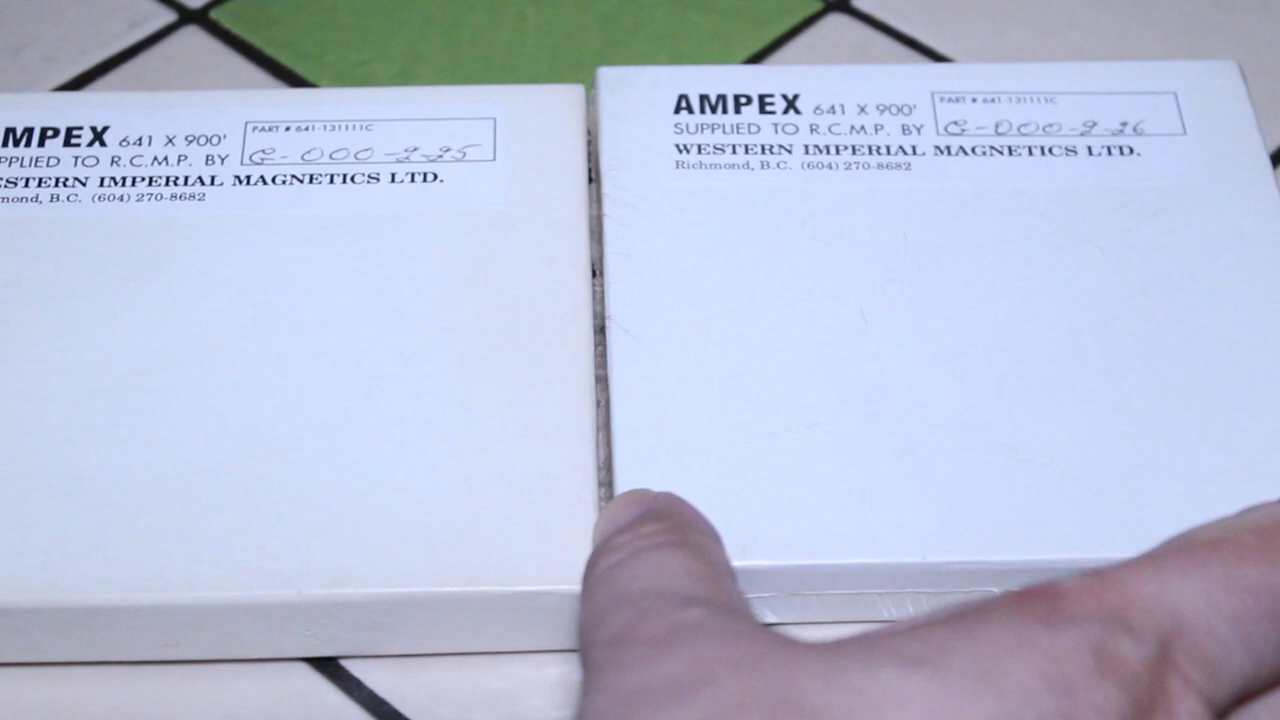 MPEX 641 X 900'
PART # 641-131111C
G-000-2-25
PPLIED TO R.C.M.P. BY
ESTERN IMPERIAL MAGNETICS LTD.
mond, B.C. (604) 270-8682
AMPEX 641 X 900'
PART # 641-131111C
G-000-2-26
SUPPLIED TO R.C.M.P. BY
WESTERN IMPERIAL MAGNETICS LTD.
Richmond, B.C. (604) 270-8682